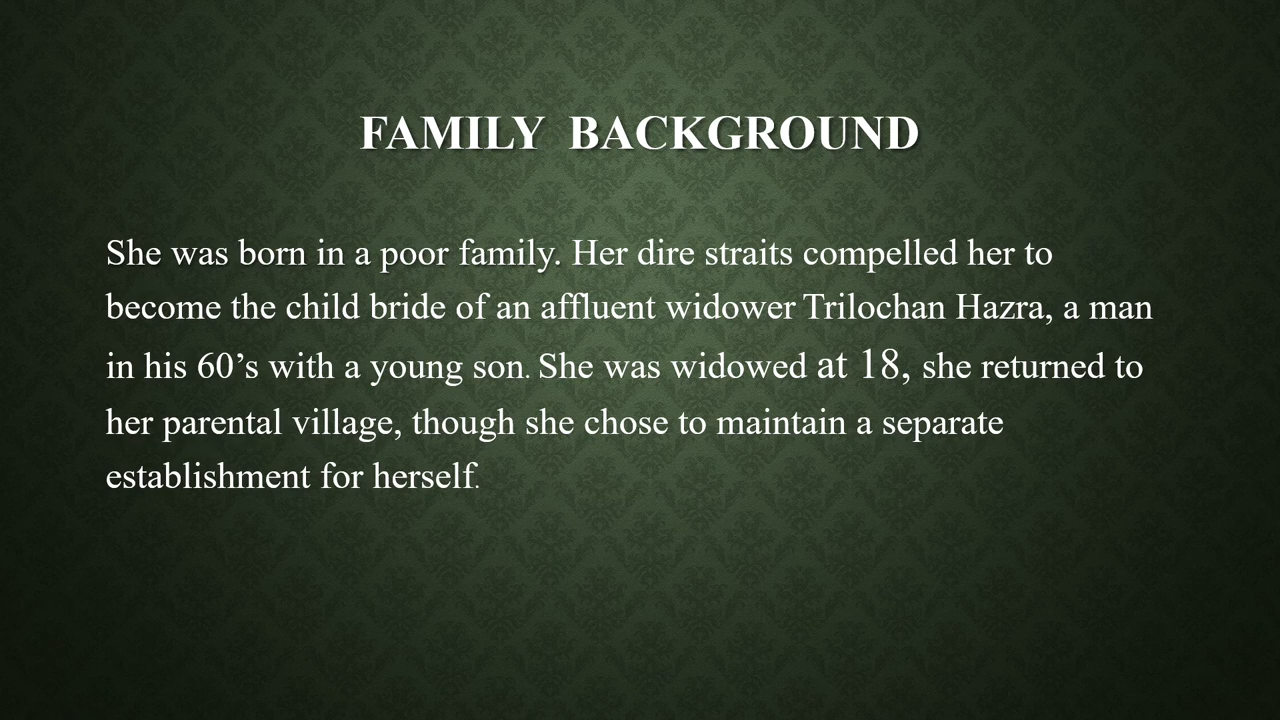 FAMILY BACKGROUND
She was born in a poor family. Her dire straits compelled her to
become the child bride of an affluent widower Trilochan Hazra, a man
in his 60’s with a young son. She was widowed at 18, she returned to
her parental village, though she chose to maintain a separate
establishment for herself.